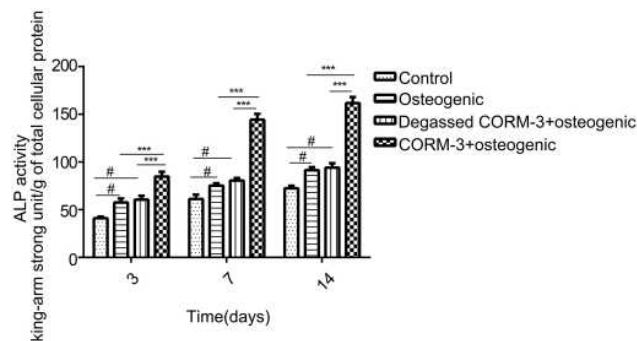 ***
***
***
***
***
***
#
#
#
#
#
#
200
150
100
50
0
3
7
14
Time(days)
ALP activity
king-arm strong unit/g of total cellular protein
Control
Osteogenic
Degassed CORM-3+osteogenic
CORM-3+osteogenic